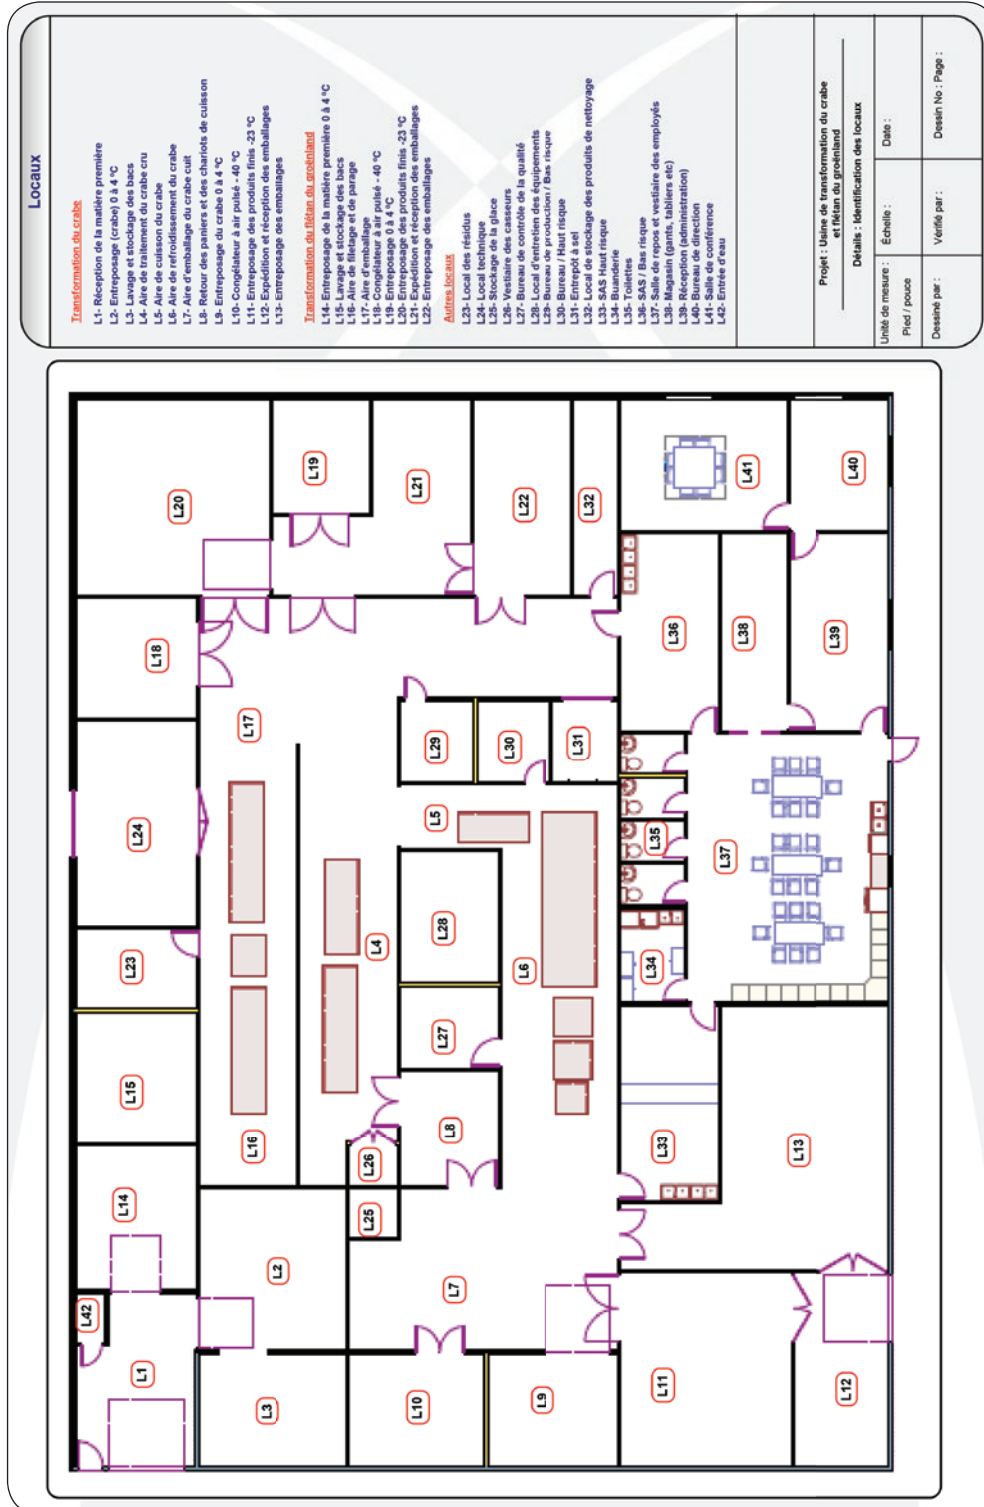 Locaux
Transformation du crabe
L1- Réception de la matière première
L2- Entreposage (crabe) 0 à 4 °C
L3- Lavage et stockage des bacs
L4 - Aire de traitement du crabe cru
L5- Aire de cuisson du crabe
L6- Aire de refroidissement du crabe
L7- Aire d'emballage du crabe cuit
L8 - Retour des paniers et des chariots de cuisson
L9- Entreposage du crabe 0 à 4 °C
L10- Congélateur à air pulsé - 40 °C
L11- Entreposage des produits finis -23 °C
L12- Expédition et réception des emballages
L13- Entreposage des emballages
Transformation du flétan du groënland
L14- Entreposage de la matière première 0 à 4 °C
L15- Lavage et stockage des bacs
L16- Aire de filetage et de parage
L17- Aire d'emballage
L18- Congélateur à air pulsé - 40 °C
L19- Entreposage 0 à 4 °C
L20- Entreposage des produits finis -23 °C
L21- Expédition et réception des emballages
L22- Entreposage des emballages
Autres locaux
L23- Local des résidus
L24- Local technique
L25- Stockage de la glace
L26- Vestiaire des casseurs
L27- Bureau de contrôle de la qualité
L28- Local d'entretien des équipements
L29- Bureau de production / Bas risque
L30- Bureau / Haut risque
L31- Entrepôt à sel
L32- Local de stockage des produits de nettoyage
L33- SAS Haut risque
L34- Buanderie
L35- Toilettes
L36- SAS / Bas risque
L37- Salle de repos et vestiaire des employés
L38- Magasin (gants, tabliers etc)
L39- Réception (administration)
L40- Bureau de direction
L41- Salle de conférence
L42- Entrée d'eau
Projet : Usine de transformation du crabe
et flétan du groënland
Détails : Identification des locaux
Unité de mesure :
Pied / pouce
Échelle :
Date :
Dessiné par :
Vérifié par :
Dessin No : Page :
L1
L42
L14
L15
L23
L24
L18
L20
L3
L2
L16
L17
L19
L10
L7
L25
L26
L8
L4
L27
L28
L5
L29
L21
L9
L6
L30
L31
L22
L32
L11
L33
L34
L35
L36
L41
L12
L13
L37
L38
L39
L40